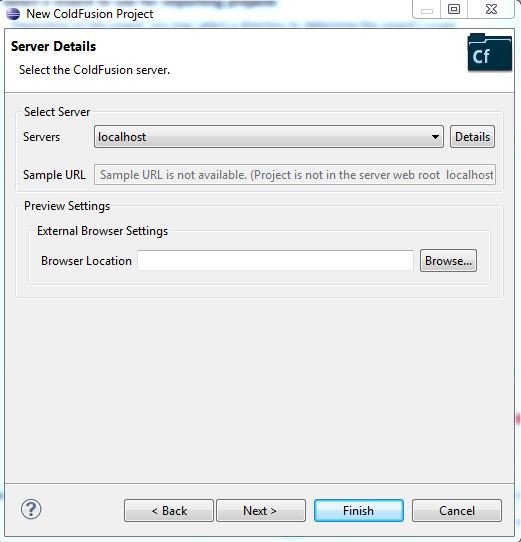 New ColdFusion Project
Server Details
Select the ColdFusion server.
Cf
Select Server
Servers localhost Details
Sample URL Sample URL is not available. (Project is not in the server web root localhost
Preview Settings
External Browser Settings
Browser Location Browse...
? < Back Next > Finish Cancel